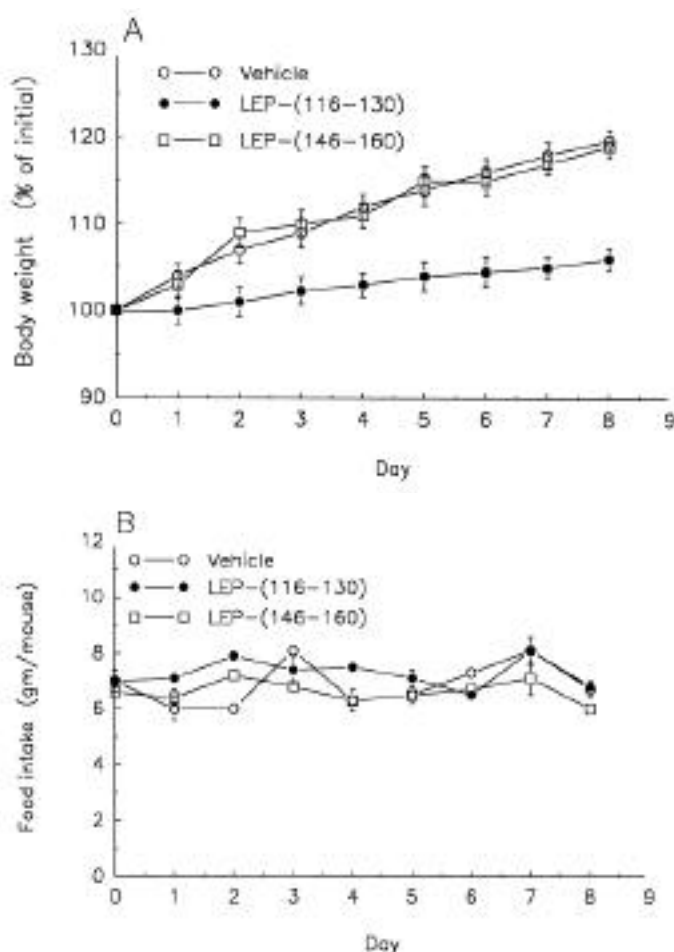 A
130
120
110
100
90
Body weight (% of initial)
Vehicle
LEP-(116-130)
LEP-(146-160)
0 1 2 3 4 5 6 7 8 9
Day
B
12
10
8
6
4
2
0
Food intake (gm/mouse)
Vehicle
LEP-(116-130)
LEP-(146-160)
0 1 2 3 4 5 6 7 8 9
Day